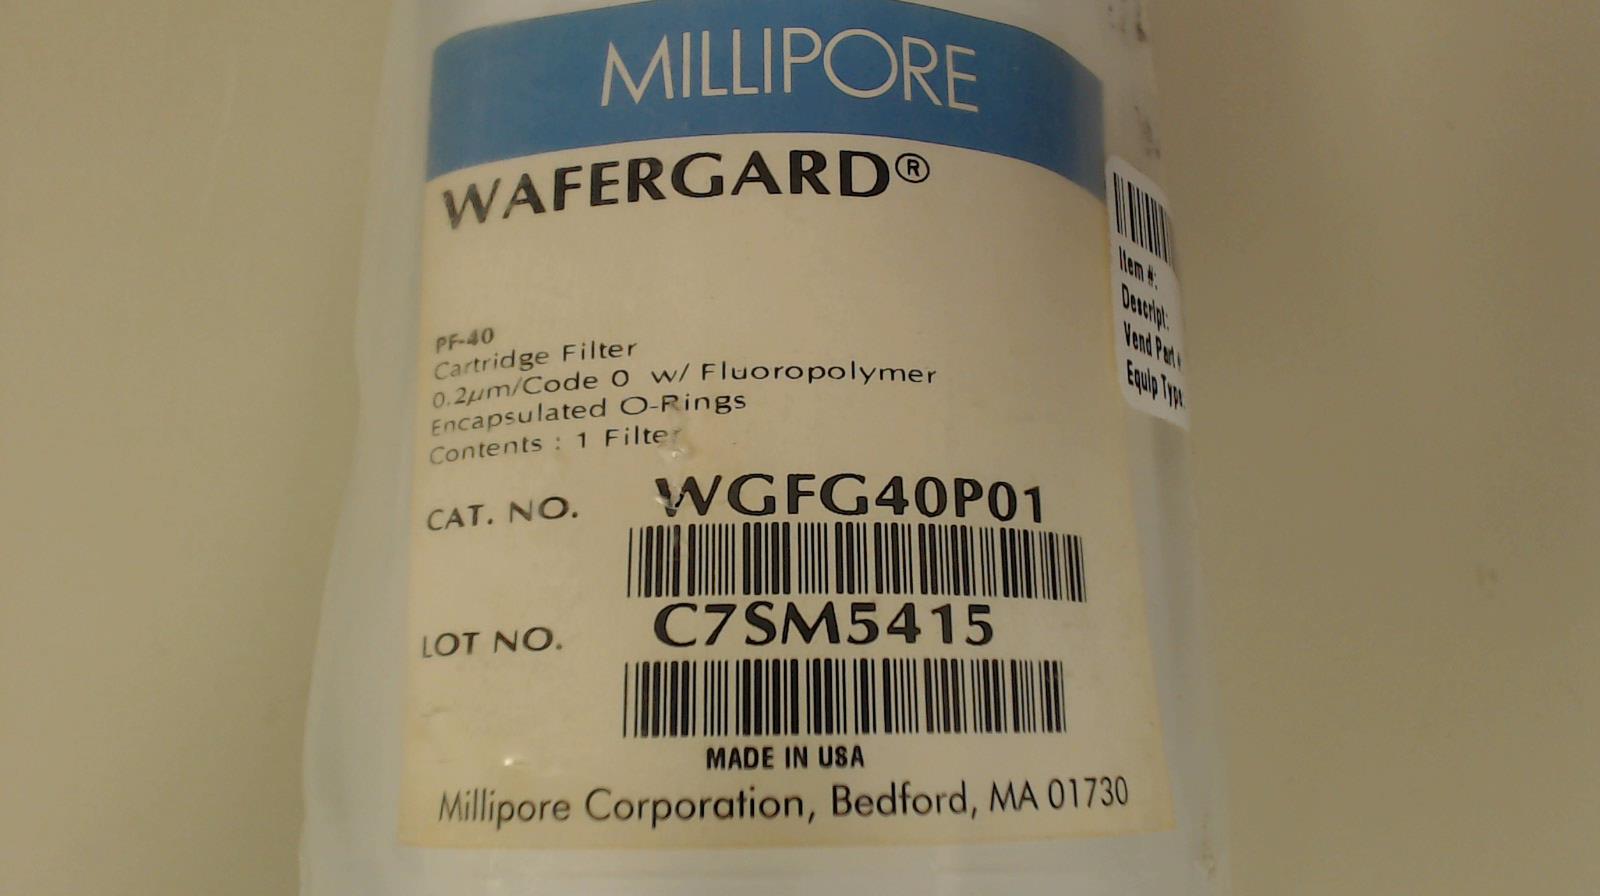 MILLIPORE
WAFERGARD®
PF-40
Cartridge Filter
0.2µm/Code 0 w/ Fluoropolymer
Encapsulated O-Rings
Contents : 1 Filter
CAT. NO. WGFG40P01
LOT NO. C7SM5415
MADE IN USA
Millipore Corporation, Bedford, MA 01730
Item #:
Descript:
Vend Part #
Equip Type